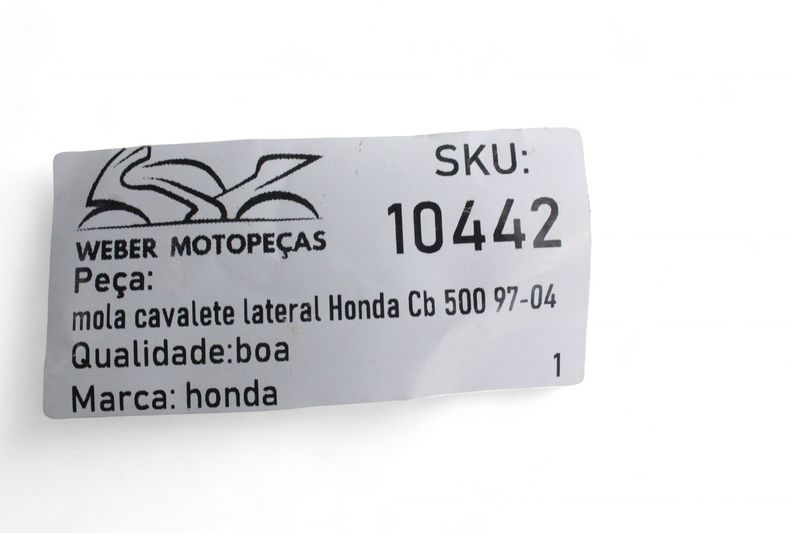 WEBER MOTOPEÇAS
SKU:
10442
Peça:
mola cavalete lateral Honda Cb 500 97-04
Qualidade:boa
Marca: honda
1